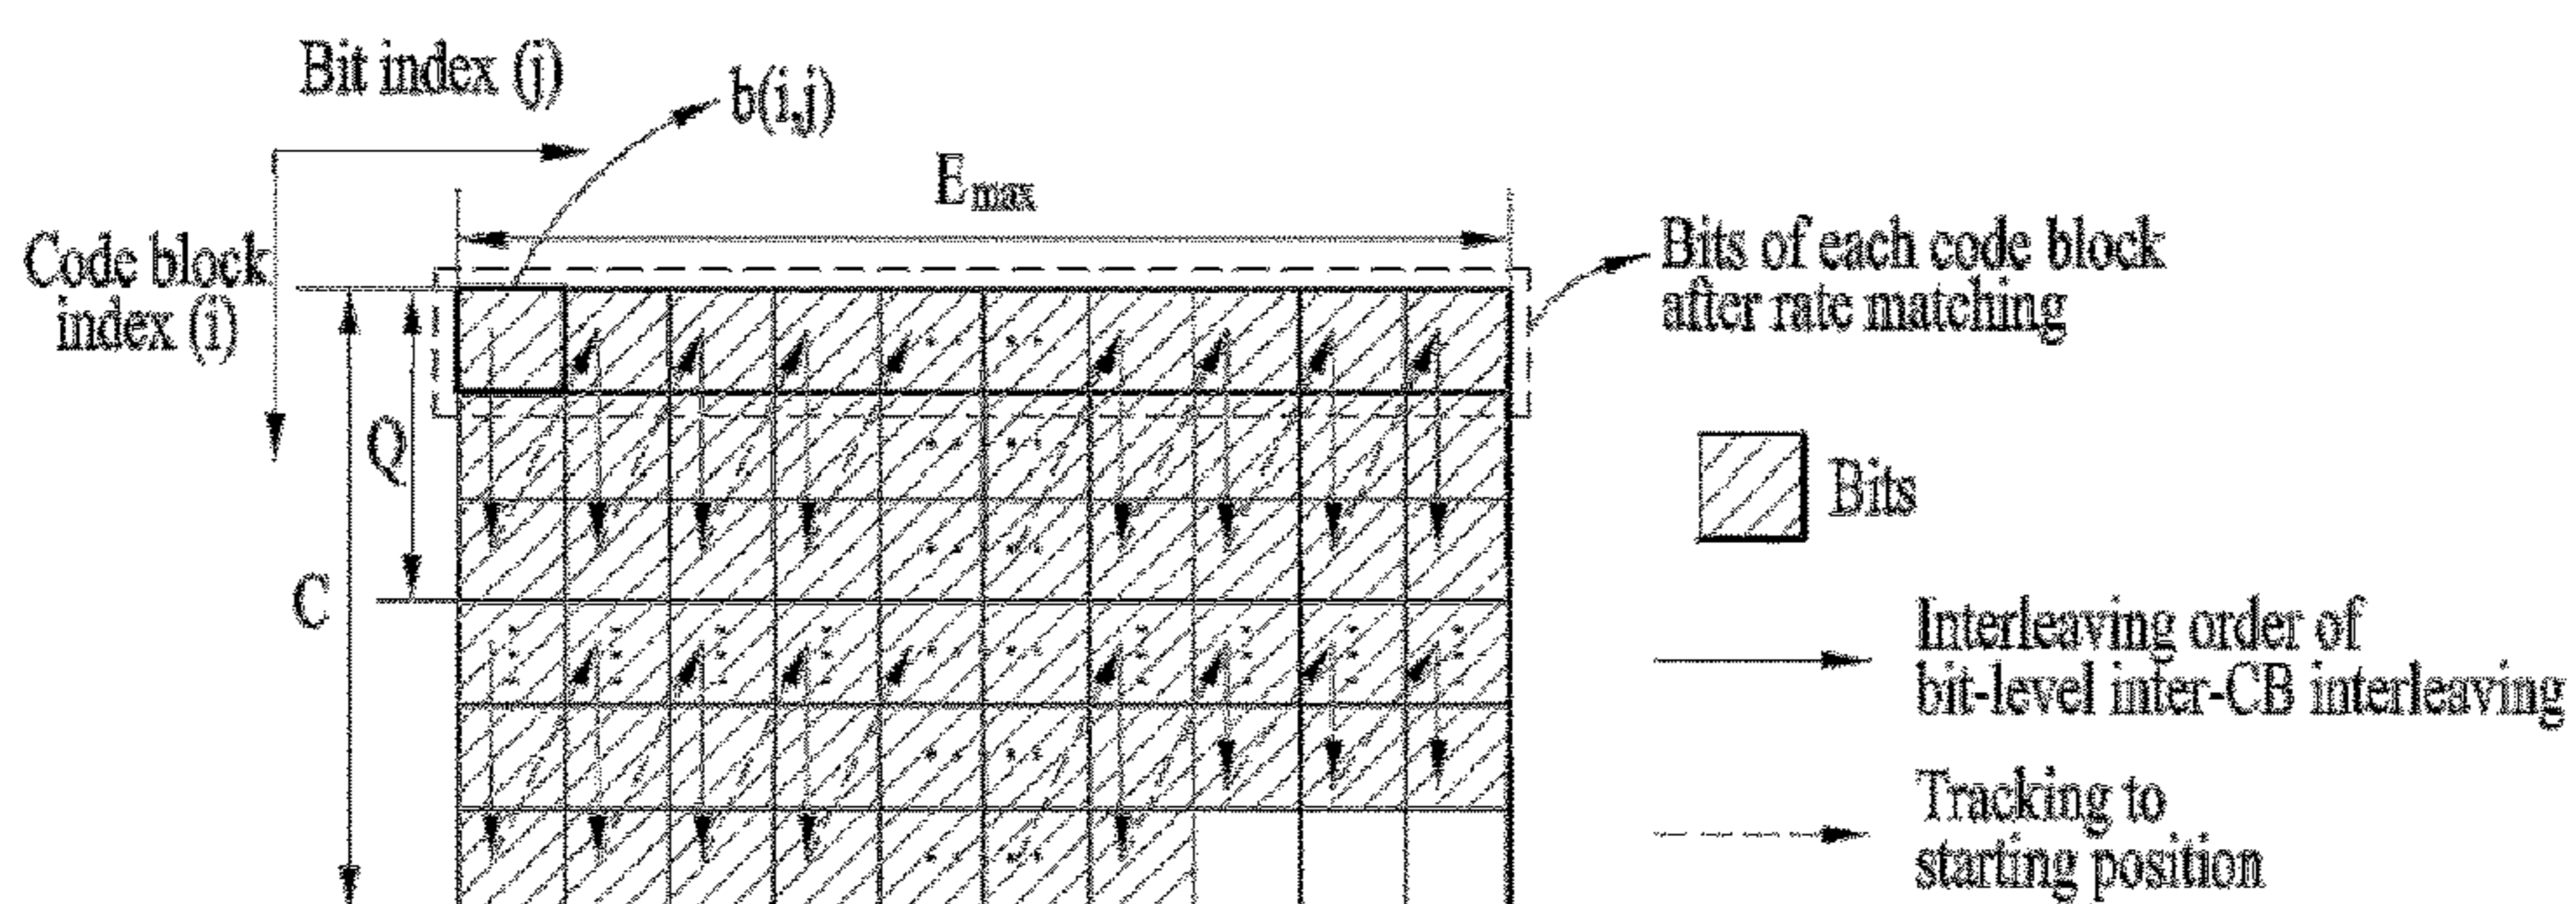 Bit index (j)
b(i,j)
E max
Code block
index (i)
Bits of each code block
after rate matching
Q
Bits
C
Interleaving order of
bit-level inter-CB interleaving
Tracking to
starting position